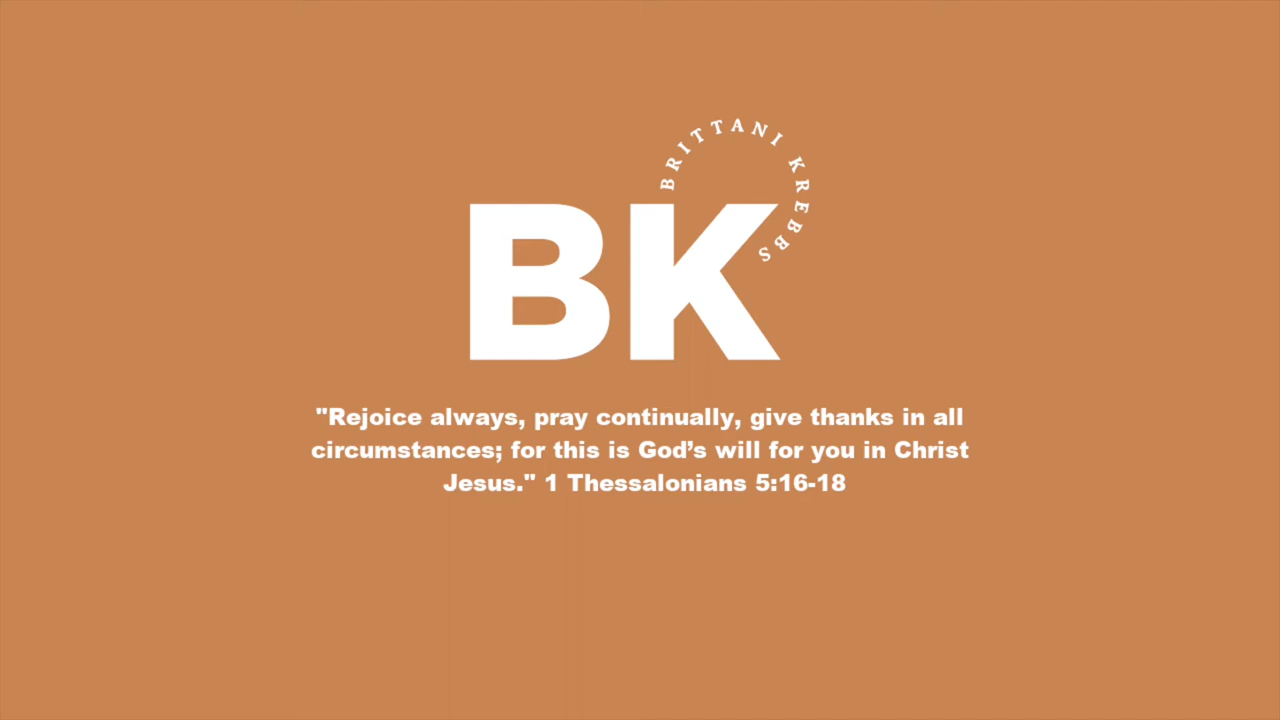 BRITTANI KREBBS
BK
"Rejoice always, pray continually, give thanks in all
circumstances; for this is God’s will for you in Christ
Jesus." 1 Thessalonians 5:16-18